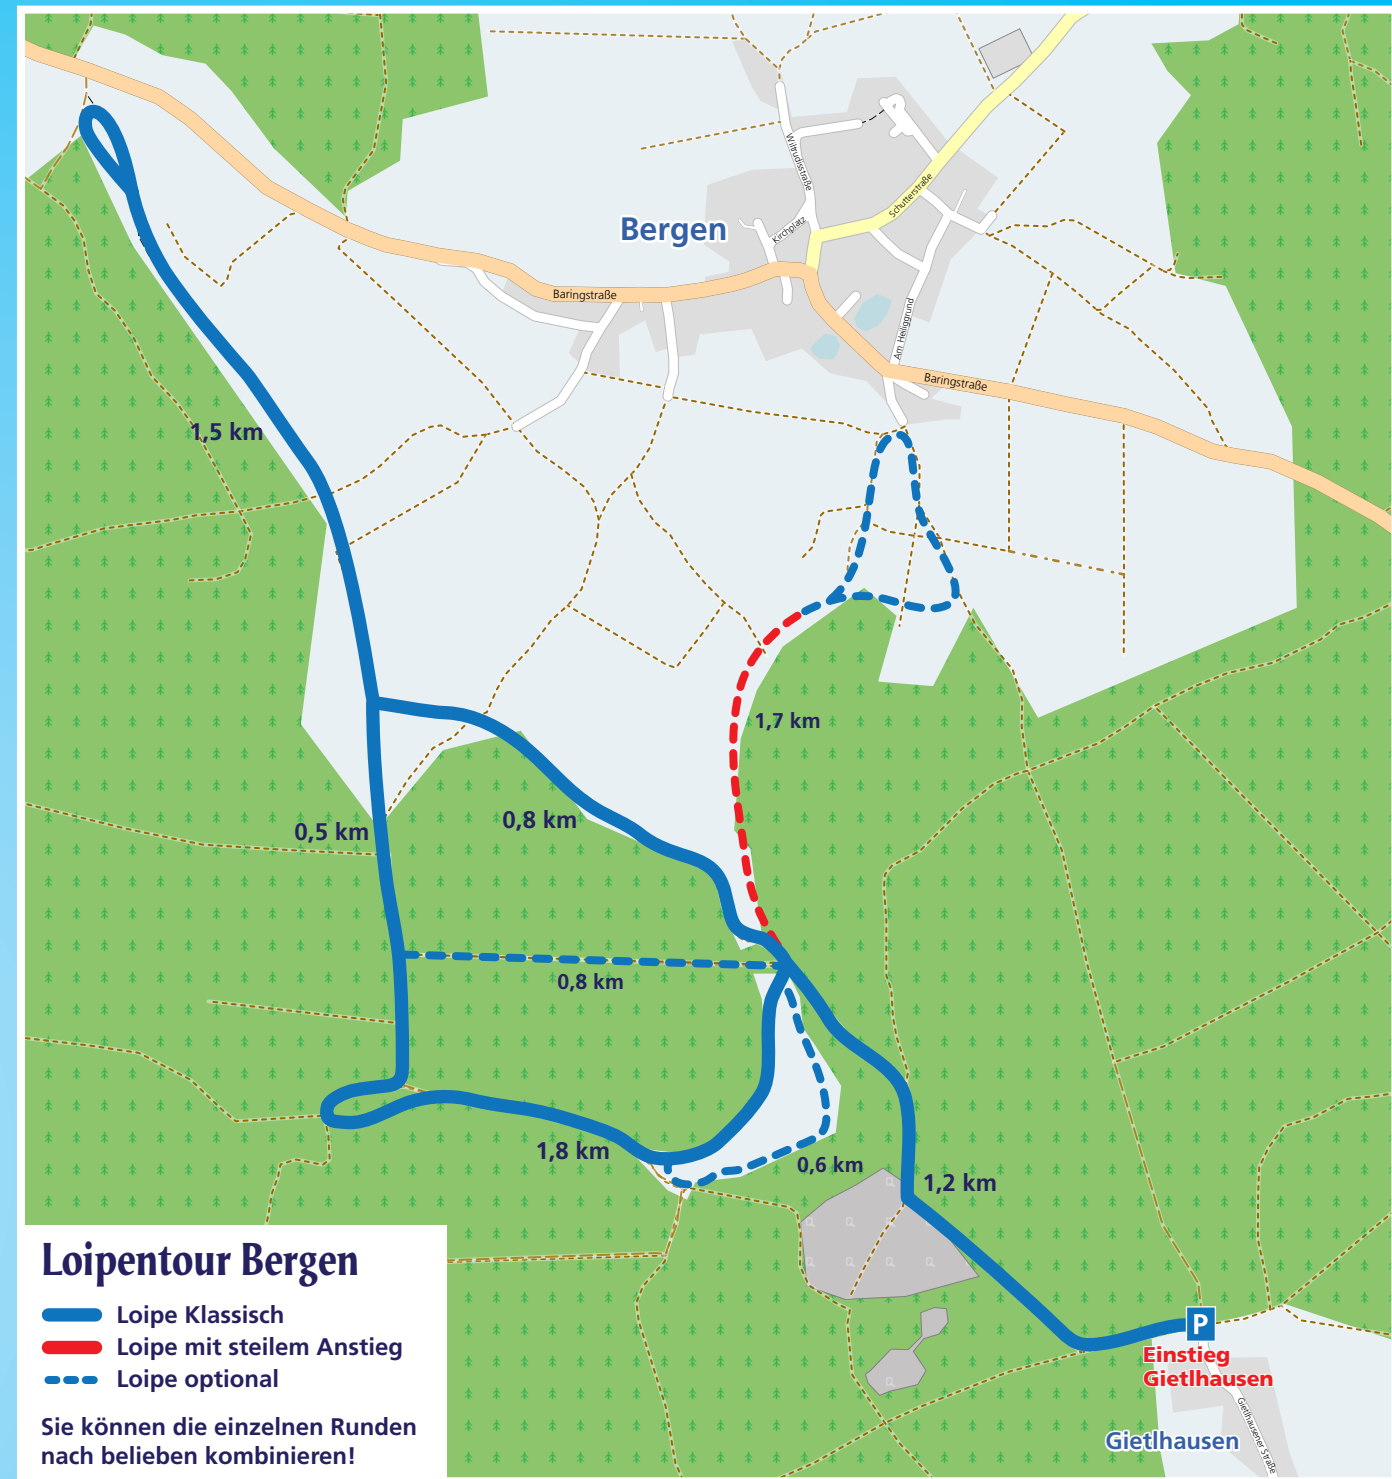 Wiltrudisstraße
Schutterstraße
Kirchplatz
Bergen
Baringstraße
Am Heiliggrund
Baringstraße
1,5 km
1,7 km
0,8 km
0,5 km
0,8 km
1,8 km
0,6 km
1,2 km
P
Einstieg
Gietlhausen
Gietlhausener Straße
Gietlhausen
Loipentour Bergen
Loipe Klassisch
Loipe mit steilem Anstieg
Loipe optional
Sie können die einzelnen Runden
nach belieben kombinieren!